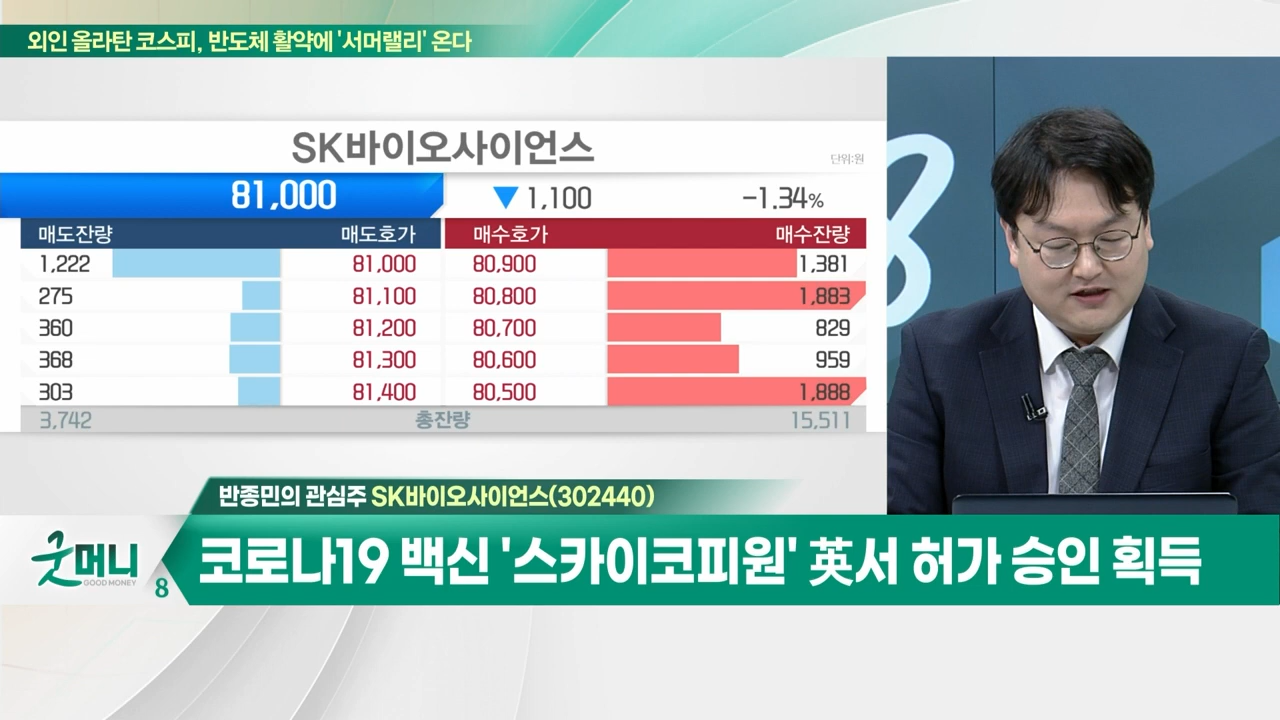 외인 올라탄 코스피, 반도체 활약에 '서머랠리' 온다
SK바이오사이언스
단위:원
81,000 ▼ 1,100 -1.34%
매도잔량 매도호가 매수호가 매수잔량
1,222 81,000 80,900 1,381
275 81,100 80,800 1,883
360 81,200 80,700 829
368 81,300 80,600 959
303 81,400 80,500 1,888
3,742 총잔량 15,511
반종민의 관심주 SK바이오사이언스(302440)
굿머니
GOOD MONEY
8
코로나19 백신 '스카이코피원' 英서 허가 승인 획득